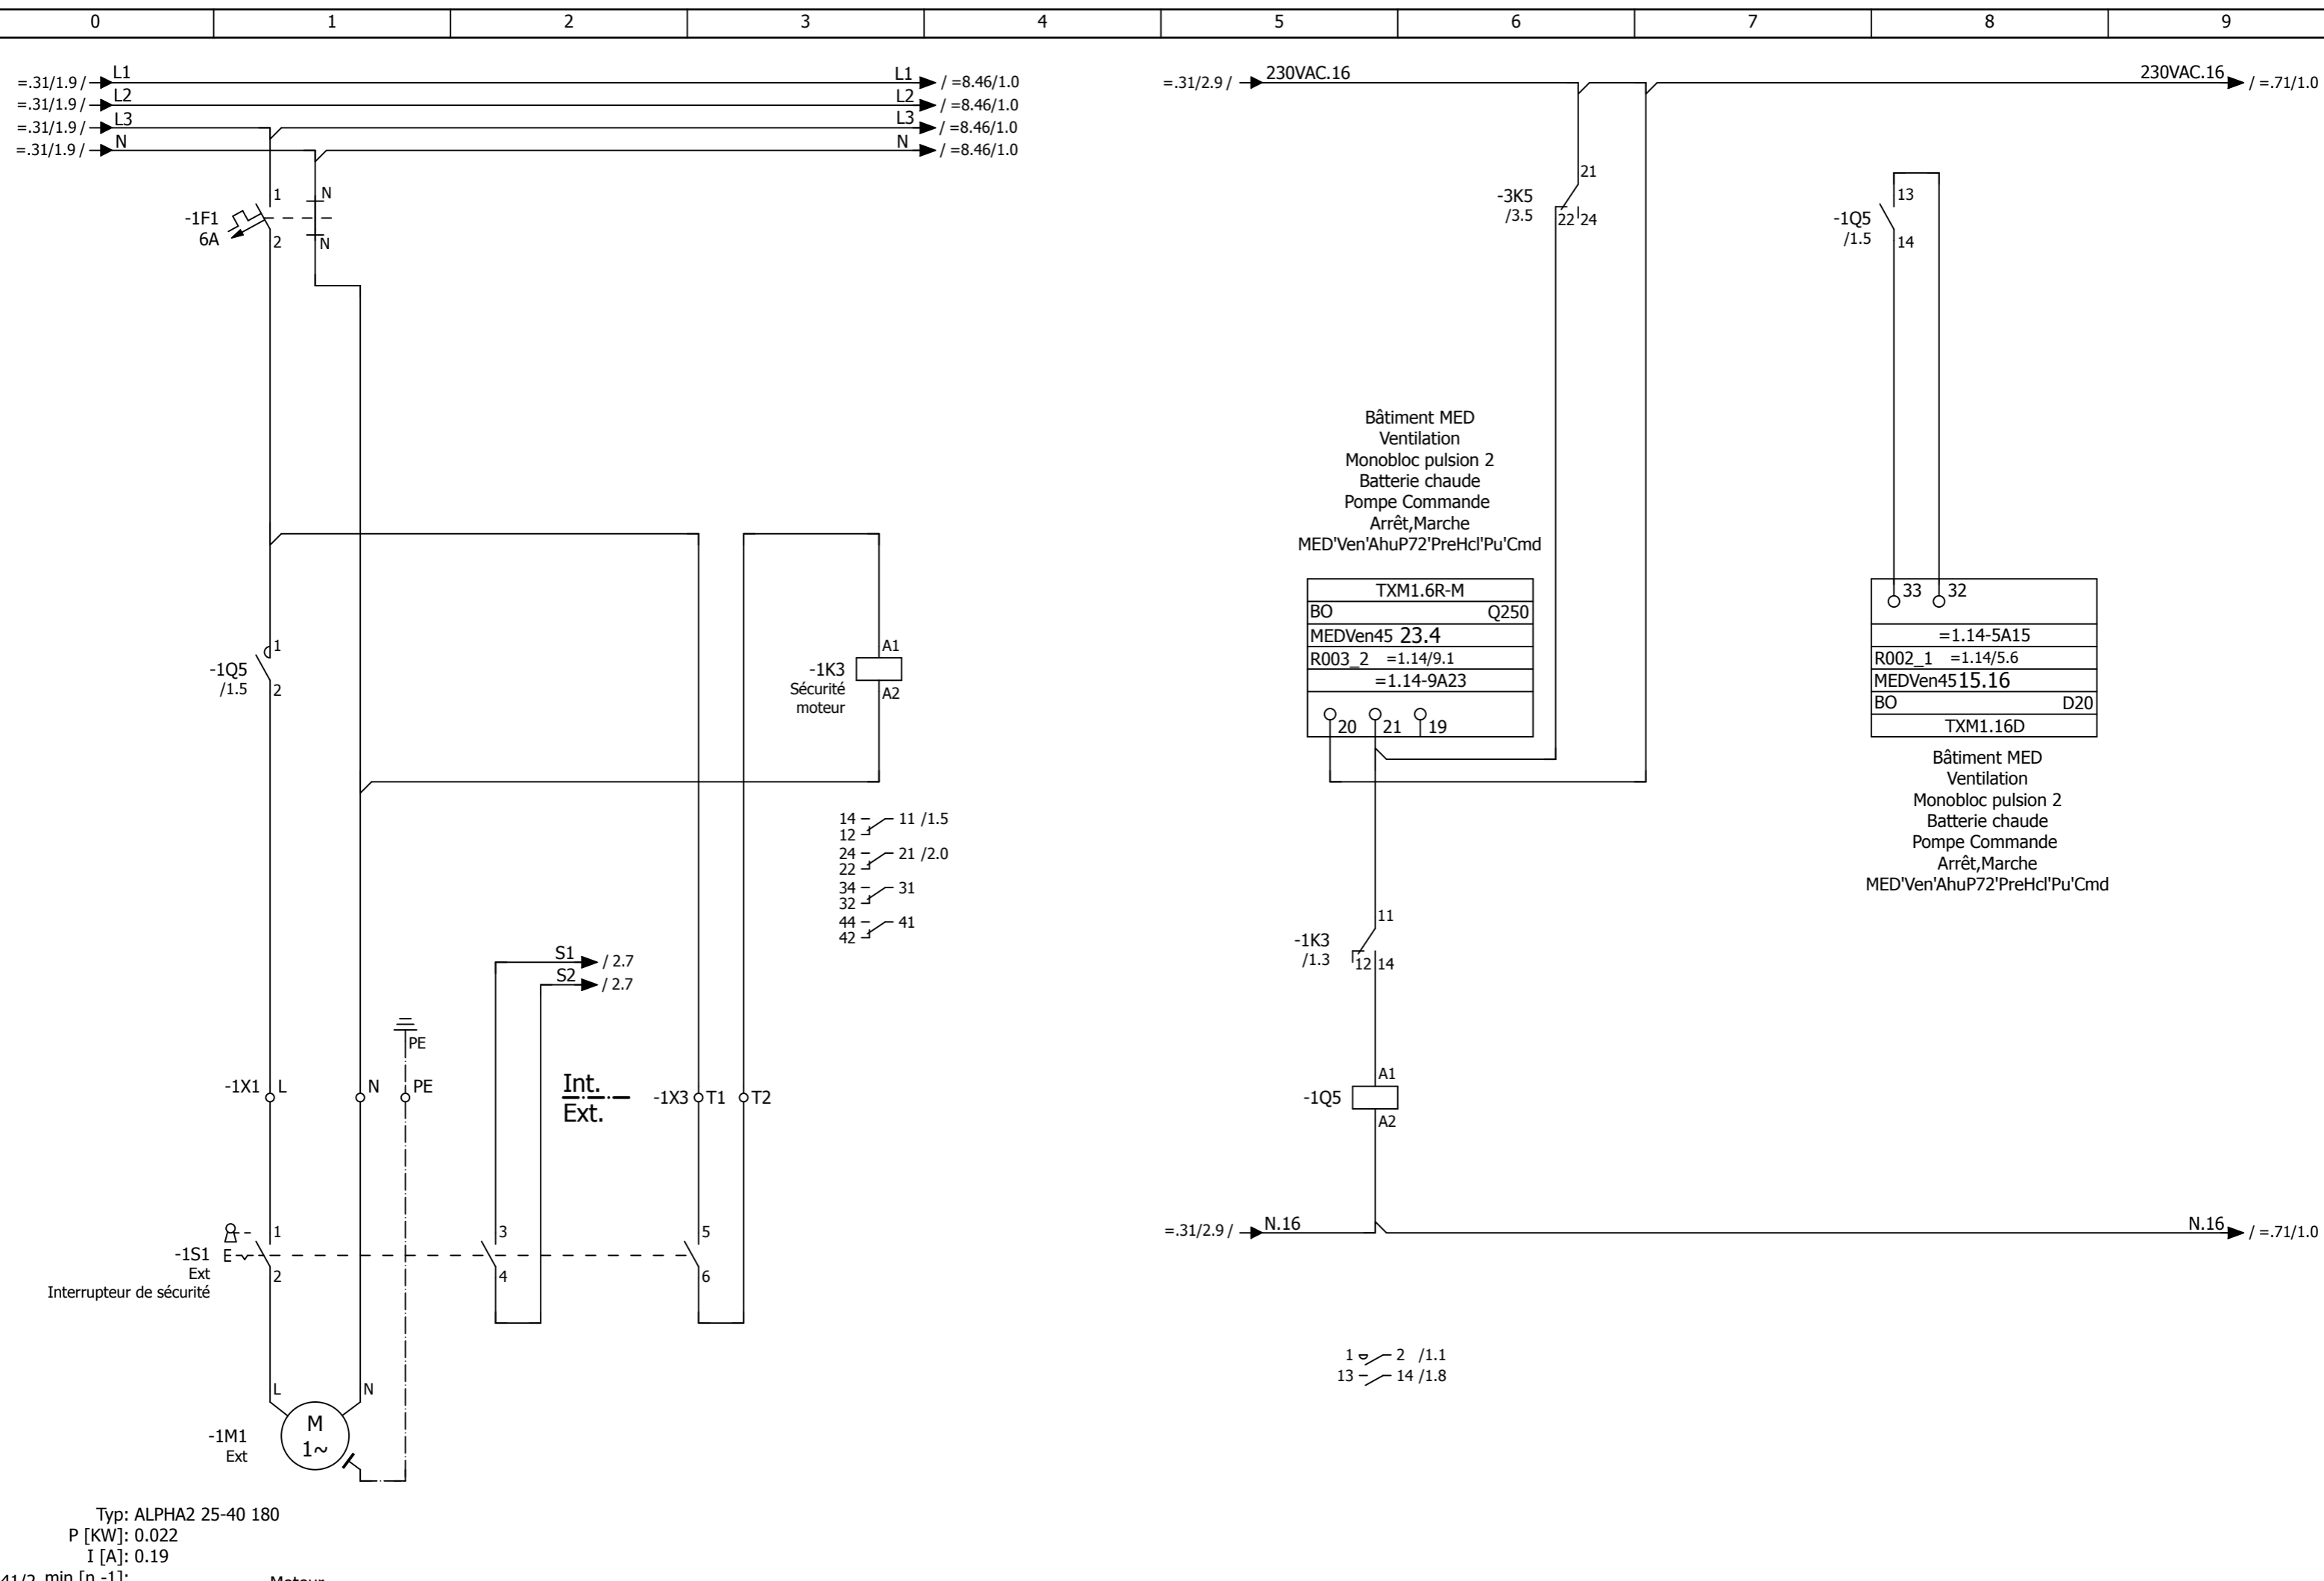 0 1 2 3 4 5 6 7 8 9
=.31/1.9 / L1 L1 / =8.46/1.0
=.31/1.9 / L2 L2 / =8.46/1.0
=.31/1.9 / L3 L3 / =8.46/1.0
=.31/1.9 / N N / =8.46/1.0
=.31/2.9 / 230VAC.16 230VAC.16 / =.71/1.0
-1F1
6A
1
2
N
N
-3K5
/3.5
21
22 24
-1Q5
/1.5
13
14
Bâtiment MED
Ventilation
Monobloc pulsion 2
Batterie chaude
Pompe Commande
Arrêt,Marche
MED'Ven'AhuP72'PreHcl'Pu'Cmd
TXM1.6R-M
BO Q250
MEDVen45 23.4
R003_2 =1.14/9.1
=1.14-9A23
20 21 19
33 32
=1.14-5A15
R002_1 =1.14/5.6
MEDVen45 15.16
BO D20
TXM1.16D
Bâtiment MED
Ventilation
Monobloc pulsion 2
Batterie chaude
Pompe Commande
Arrêt,Marche
MED'Ven'AhuP72'PreHcl'Pu'Cmd
-1Q5
/1.5
1
2
-1K3
Sécurité
moteur
A1
A2
14 11 /1.5
12
24 21 /2.0
22
34 31
32
44 41
42
S1 / 2.7
S2 / 2.7
-1K3
/1.3
11
12 14
PE
-1X1 L N PE
Int.
Ext.
-1X3 T1 T2
-1Q5
A1
A2
=.31/2.9 / N.16 N.16 / =.71/1.0
-1S1
Ext
Interrupteur de sécurité
E
1
2
3
4
5
6
1 2 /1.1
13 14 /1.8
L N
M
1~
-1M1
Ext
Typ: ALPHA2 25-40 180
P [KW]: 0.022
I [A]: 0.19
41/2 min [n -1]:
Moteur